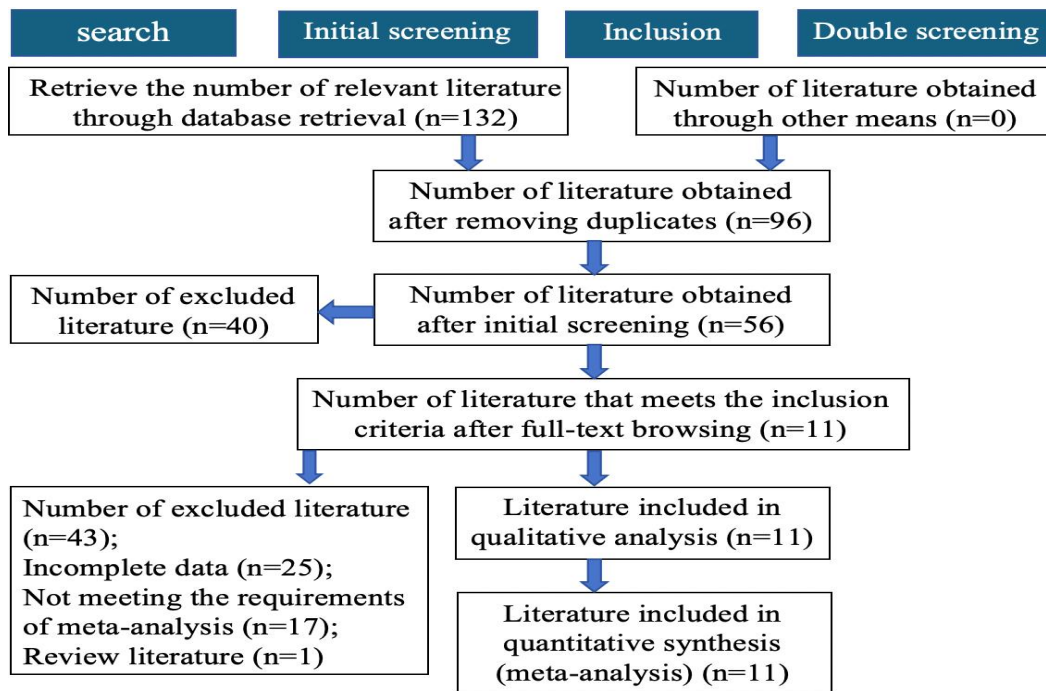 search
Initial screening
Inclusion
Double screening
Retrieve the number of relevant literature
through database retrieval (n=132)
Number of literature obtained
through other means (n=0)
Number of literature obtained
after removing duplicates (n=96)
Number of excluded
literature (n=40)
Number of literature obtained
after initial screening (n=56)
Number of literature that meets the inclusion
criteria after full-text browsing (n=11)
Number of excluded literature
(n=43);
Incomplete data (n=25);
Not meeting the requirements
of meta-analysis (n=17);
Review literature (n=1)
Literature included in
qualitative analysis (n=11)
Literature included in
quantitative synthesis
(meta-analysis) (n=11)